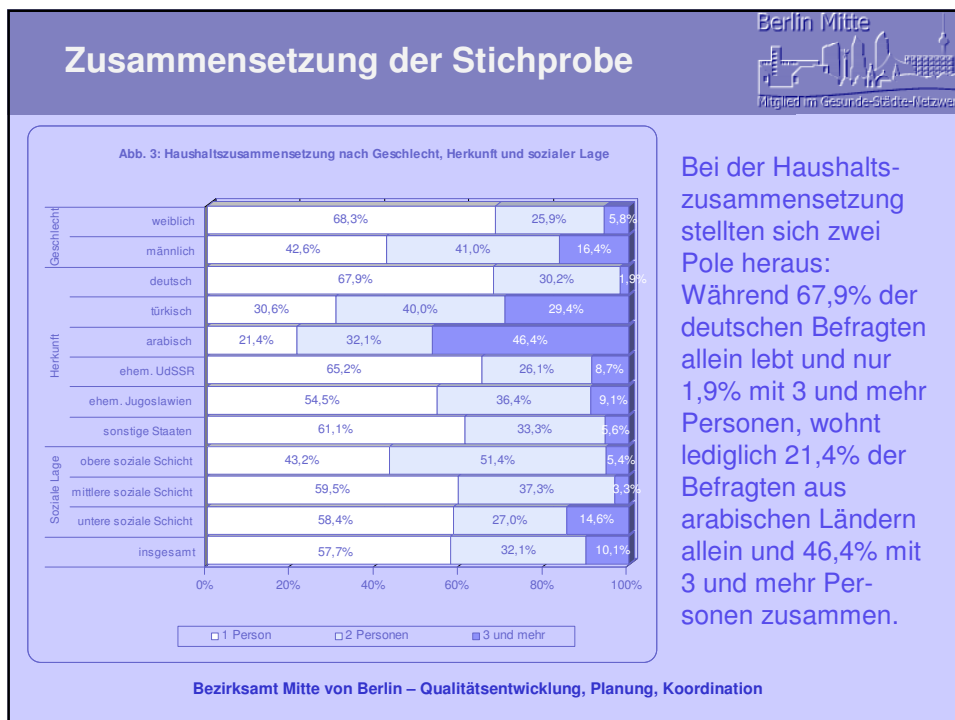 Zusammensetzung der Stichprobe
Berlin Mitte
Mitglied im Gesunde-Städte-Netzwer
Abb. 3: Haushaltszusammensetzung nach Geschlecht, Herkunft und sozialer Lage
Geschlecht
weiblich 68,3% 25,9% 5,8%
männlich 42,6% 41,0% 16,4%
Herkunft
deutsch 67,9% 30,2% 1,9%
türkisch 30,6% 40,0% 29,4%
arabisch 21,4% 32,1% 46,4%
ehem. UdSSR 65,2% 26,1% 8,7%
ehem. Jugoslawien 54,5% 36,4% 9,1%
sonstige Staaten 61,1% 33,3% 5,6%
Soziale Lage
obere soziale Schicht 43,2% 51,4% 5,4%
mittlere soziale Schicht 59,5% 37,3% 3,3%
untere soziale Schicht 58,4% 27,0% 14,6%
insgesamt 57,7% 32,1% 10,1%
0% 20% 40% 60% 80% 100%
1 Person 2 Personen 3 und mehr
Bei der Haushalts-
zusammensetzung
stellten sich zwei
Pole heraus:
Während 67,9% der
deutschen Befragten
allein lebt und nur
1,9% mit 3 und mehr
Personen, wohnt
lediglich 21,4% der
Befragten aus
arabischen Ländern
allein und 46,4% mit
3 und mehr Per-
sonen zusammen.
Bezirksamt Mitte von Berlin – Qualitätsentwicklung, Planung, Koordination